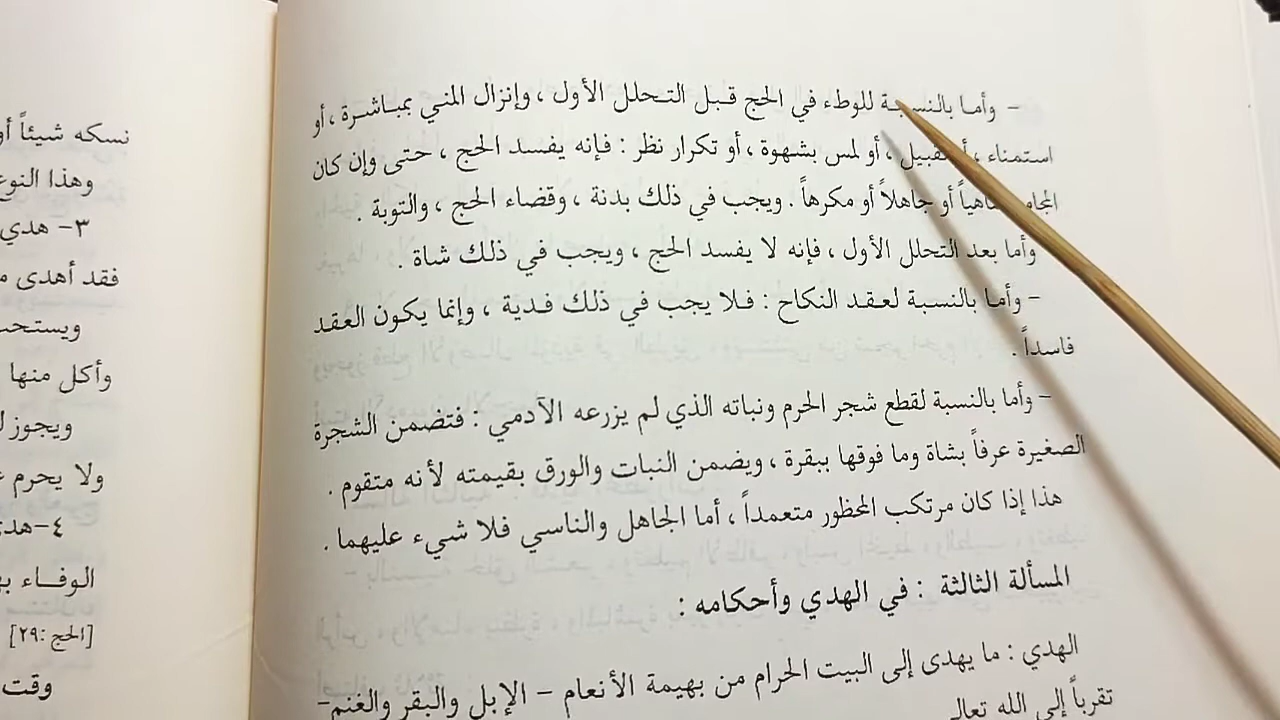 - وأما بالنسبة للوطء في الحج قبل التحلل الأول ، وإنزال المني بمباشرة ، أو
استمناء ، أو تقبيل ، أو لمس بشهوة ، أو تكرار نظر : فإنه يفسد الحج ، حتى وإن كان
المجامع ساهياً أو جاهلاً أو مكرهاً . ويجب في ذلك بدنة ، وقضاء الحج ، والتوبة .
وأما بعد التحلل الأول ، فإنه لا يفسد الحج ، ويجب في ذلك شاة .
- وأما بالنسبة لعقد النكاح : فلا يجب في ذلك فدية ، وإنما يكون العقد
فاسداً .
- وأما بالنسبة لقطع شجر الحرم ونباته الذي لم يزرعه الآدمي : فتضمن الشجرة
الصغيرة عرفاً بشاة وما فوقها ببقرة ، ويضمن النبات والورق بقيمته لأنه متقوم .
هذا إذا كان مرتكب المحظور متعمداً ، أما الجاهل والناسي فلا شيء عليهما .
المسألة الثالثة : في الهدي وأحكامه :
الهدي : ما يهدى إلى البيت الحرام من بهيمة الأنعام – الإبل والبقر والغنم–
تقرباً إلى الله
نسكه شيئاً
وهذا النوع
٣- هدي
فقد أهدى
وأكل منها
ويجوز
ولا يحرم
٤-
الوفاء
[الحج :٢٩]
وقت